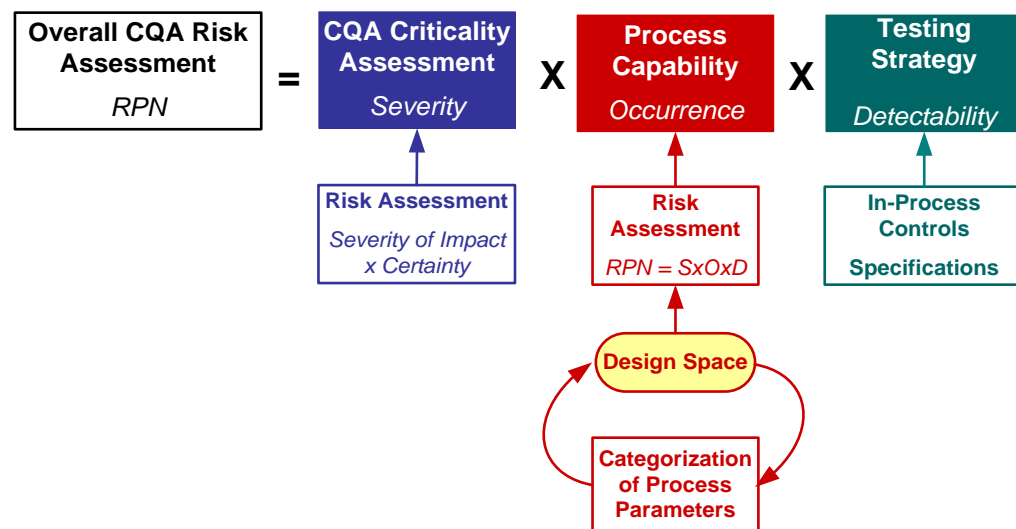 Overall CQA Risk
Assessment
RPN
=
CQA Criticality
Assessment
Severity
X
Process
Capability
Occurrence
X
Testing
Strategy
Detectability
Risk Assessment
Severity of Impact
x Certainty
Risk
Assessment
RPN = SxOxD
In-Process
Controls
Specifications
Design Space
Categorization
of Process
Parameters